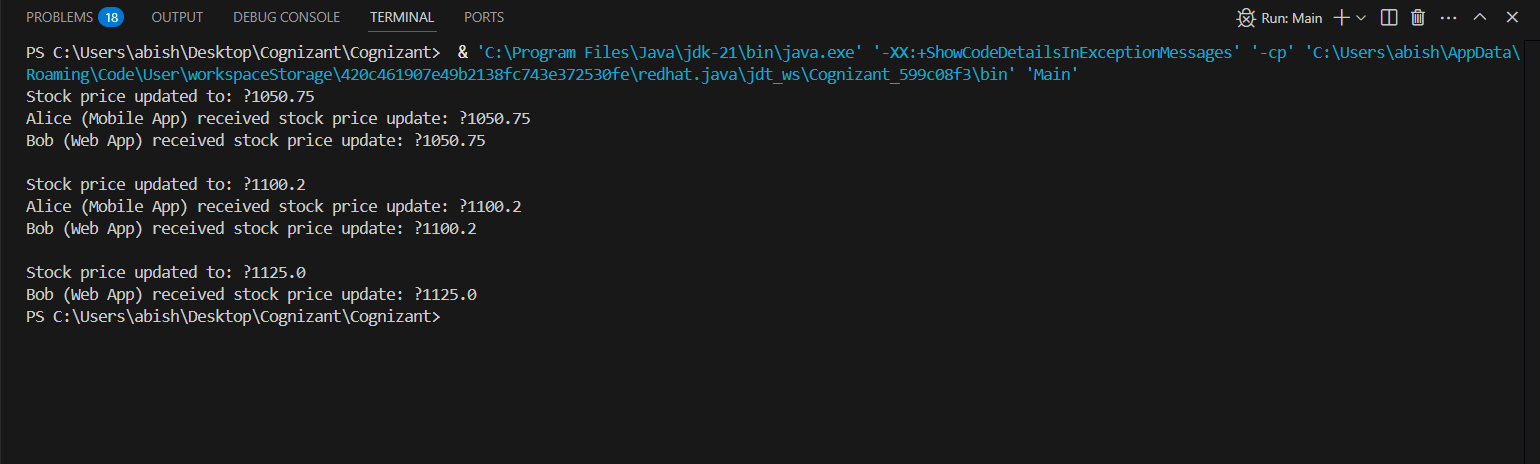 PROBLEMS 18 OUTPUT DEBUG CONSOLE TERMINAL PORTS Run: Main
PS C:\Users\abish\Desktop\Cognizant\Cognizant>  & 'C:\Program Files\Java\jdk-21\bin\java.exe' '-XX:+ShowCodeDetailsInExceptionMessages' '-cp' 'C:\Users\abish\AppData\
Roaming\Code\User\workspaceStorage\420c461907e49b2138fc743e372530fe\redhat.java\jdt_ws\Cognizant_599c08f3\bin' 'Main'
Stock price updated to: ?1050.75
Alice (Mobile App) received stock price update: ?1050.75
Bob (Web App) received stock price update: ?1050.75
Stock price updated to: ?1100.2
Alice (Mobile App) received stock price update: ?1100.2
Bob (Web App) received stock price update: ?1100.2
Stock price updated to: ?1125.0
Bob (Web App) received stock price update: ?1125.0
PS C:\Users\abish\Desktop\Cognizant\Cognizant>